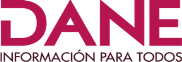 DANE
INFORMACIÓN PARA TODOS